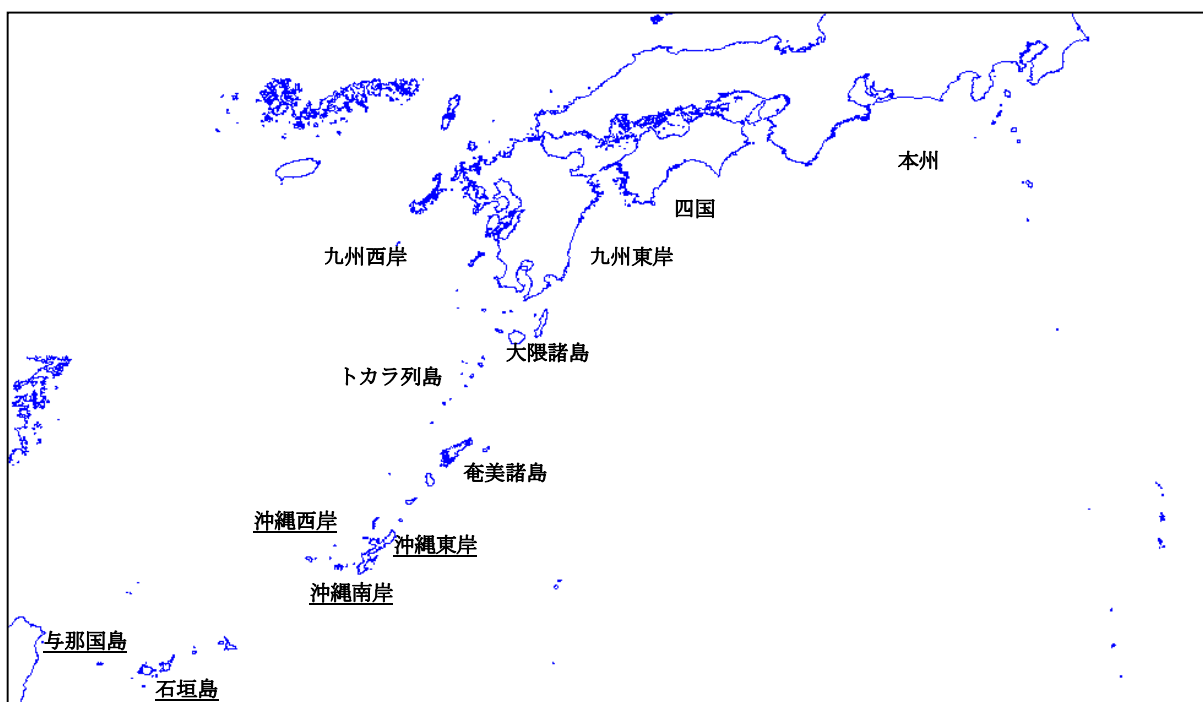 本州
四国
九州西岸
九州東岸
大隈諸島
トカラ列島
奄美諸島
沖縄西岸
沖縄東岸
沖縄南岸
与那国島
石垣島